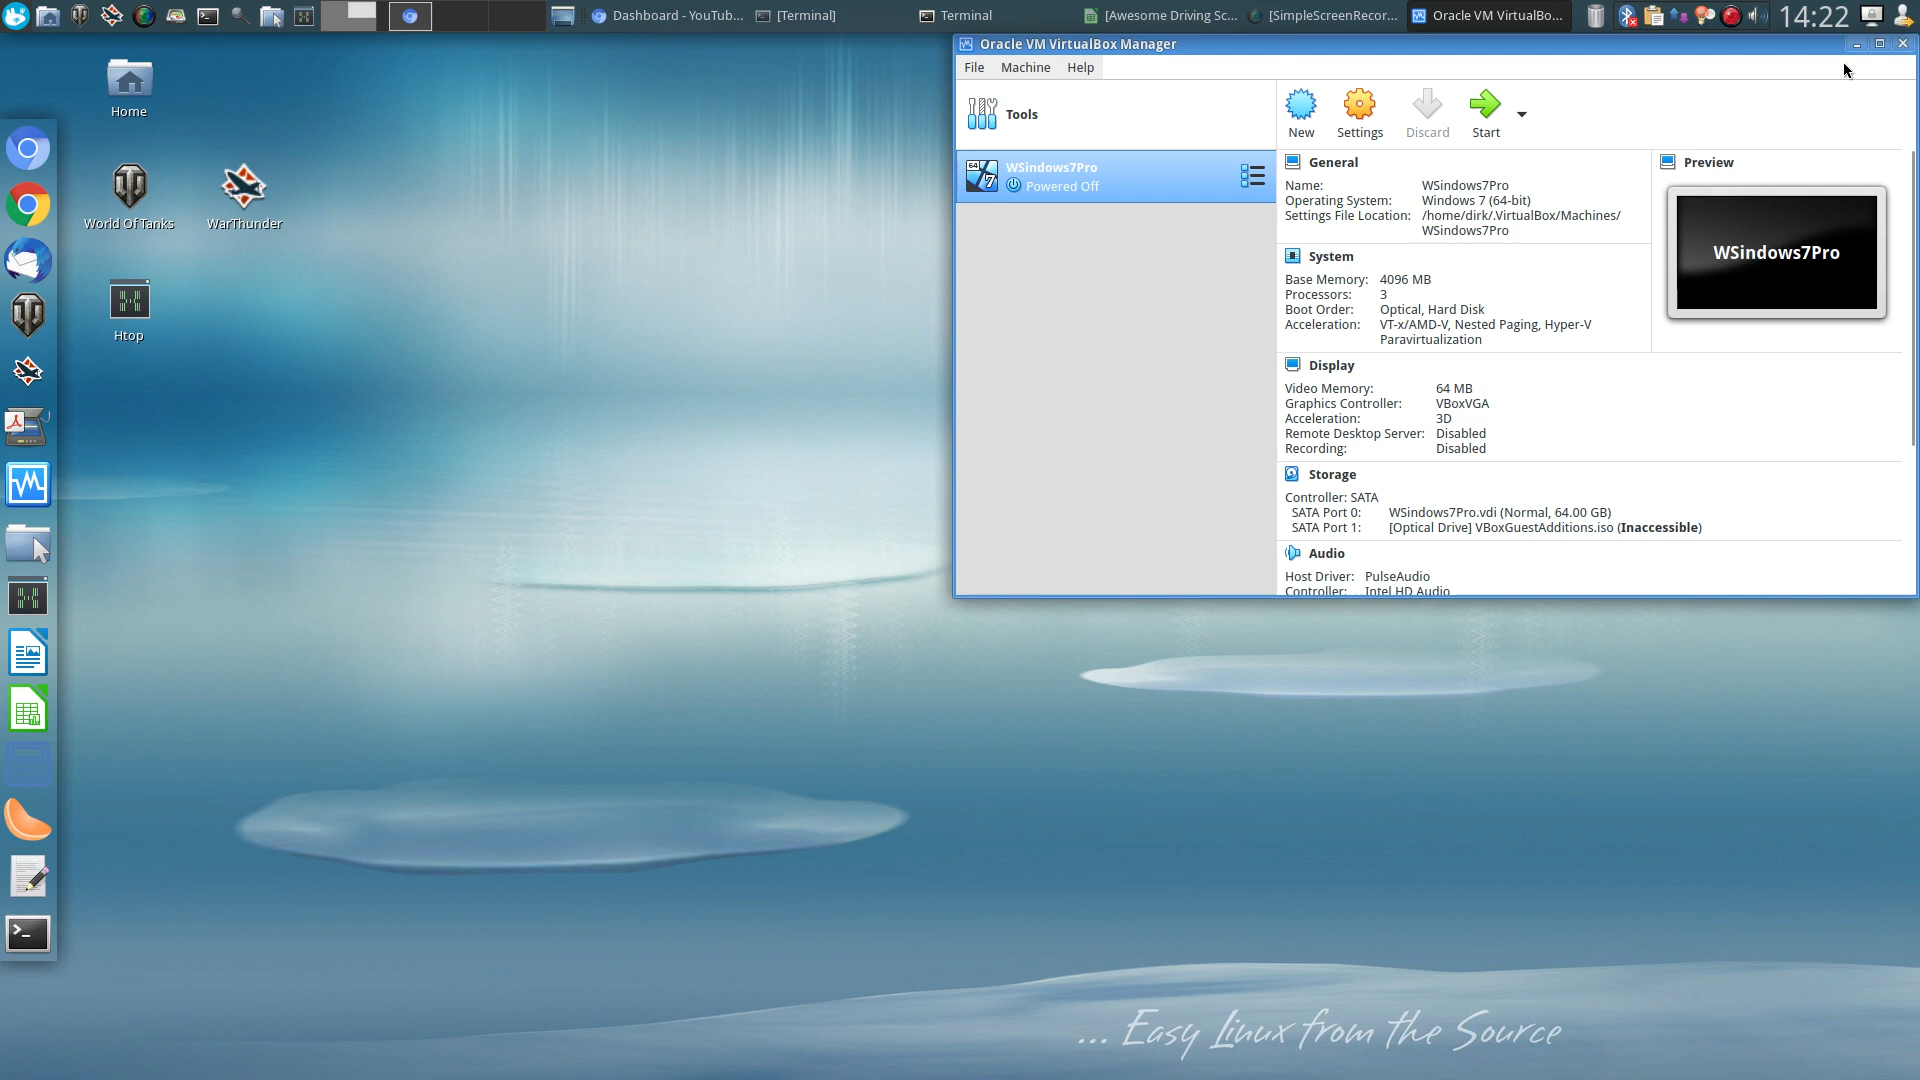 Dashboard - YouTub...
[Terminal]
Terminal
[Awesome Driving Sc...
[SimpleScreenRecor...
Oracle VM VirtualBo...
14:22
Oracle VM VirtualBox Manager
File
Machine
Help
Tools
New
Settings
Discard
Start
64
7
WSindows7Pro
Powered Off
General
Name: WSindows7Pro
Operating System: Windows 7 (64-bit)
Settings File Location: /home/dirk/.VirtualBox/Machines/
WSindows7Pro
Preview
WSindows7Pro
System
Base Memory: 4096 MB
Processors: 3
Boot Order: Optical, Hard Disk
Acceleration: VT-x/AMD-V, Nested Paging, Hyper-V
Paravirtualization
Display
Video Memory: 64 MB
Graphics Controller: VBoxVGA
Acceleration: 3D
Remote Desktop Server: Disabled
Recording: Disabled
Storage
Controller: SATA
SATA Port 0: WSindows7Pro.vdi (Normal, 64.00 GB)
SATA Port 1: [Optical Drive] VBoxGuestAdditions.iso (Inaccessible)
Audio
Host Driver: PulseAudio
Controller: Intel HD Audio
Home
World Of Tanks
WarThunder
Htop
... Easy Linux from the Source